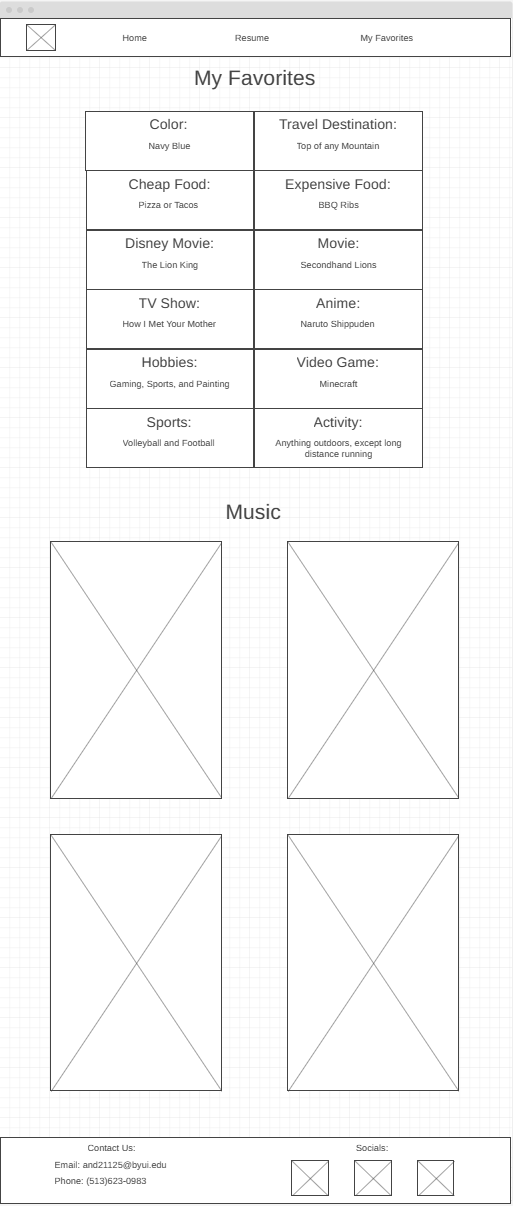 Home Resume My Favorites
My Favorites
Color: Travel Destination:
Navy Blue Top of any Mountain
Cheap Food: Expensive Food:
Pizza or Tacos BBQ Ribs
Disney Movie: Movie:
The Lion King Secondhand Lions
TV Show: Anime:
How I Met Your Mother Naruto Shippuden
Hobbies: Video Game:
Gaming, Sports, and Painting Minecraft
Sports: Activity:
Volleyball and Football Anything outdoors, except long
distance running
Music
Contact Us: Socials:
Email: and21125@byui.edu
Phone: (513)623-0983